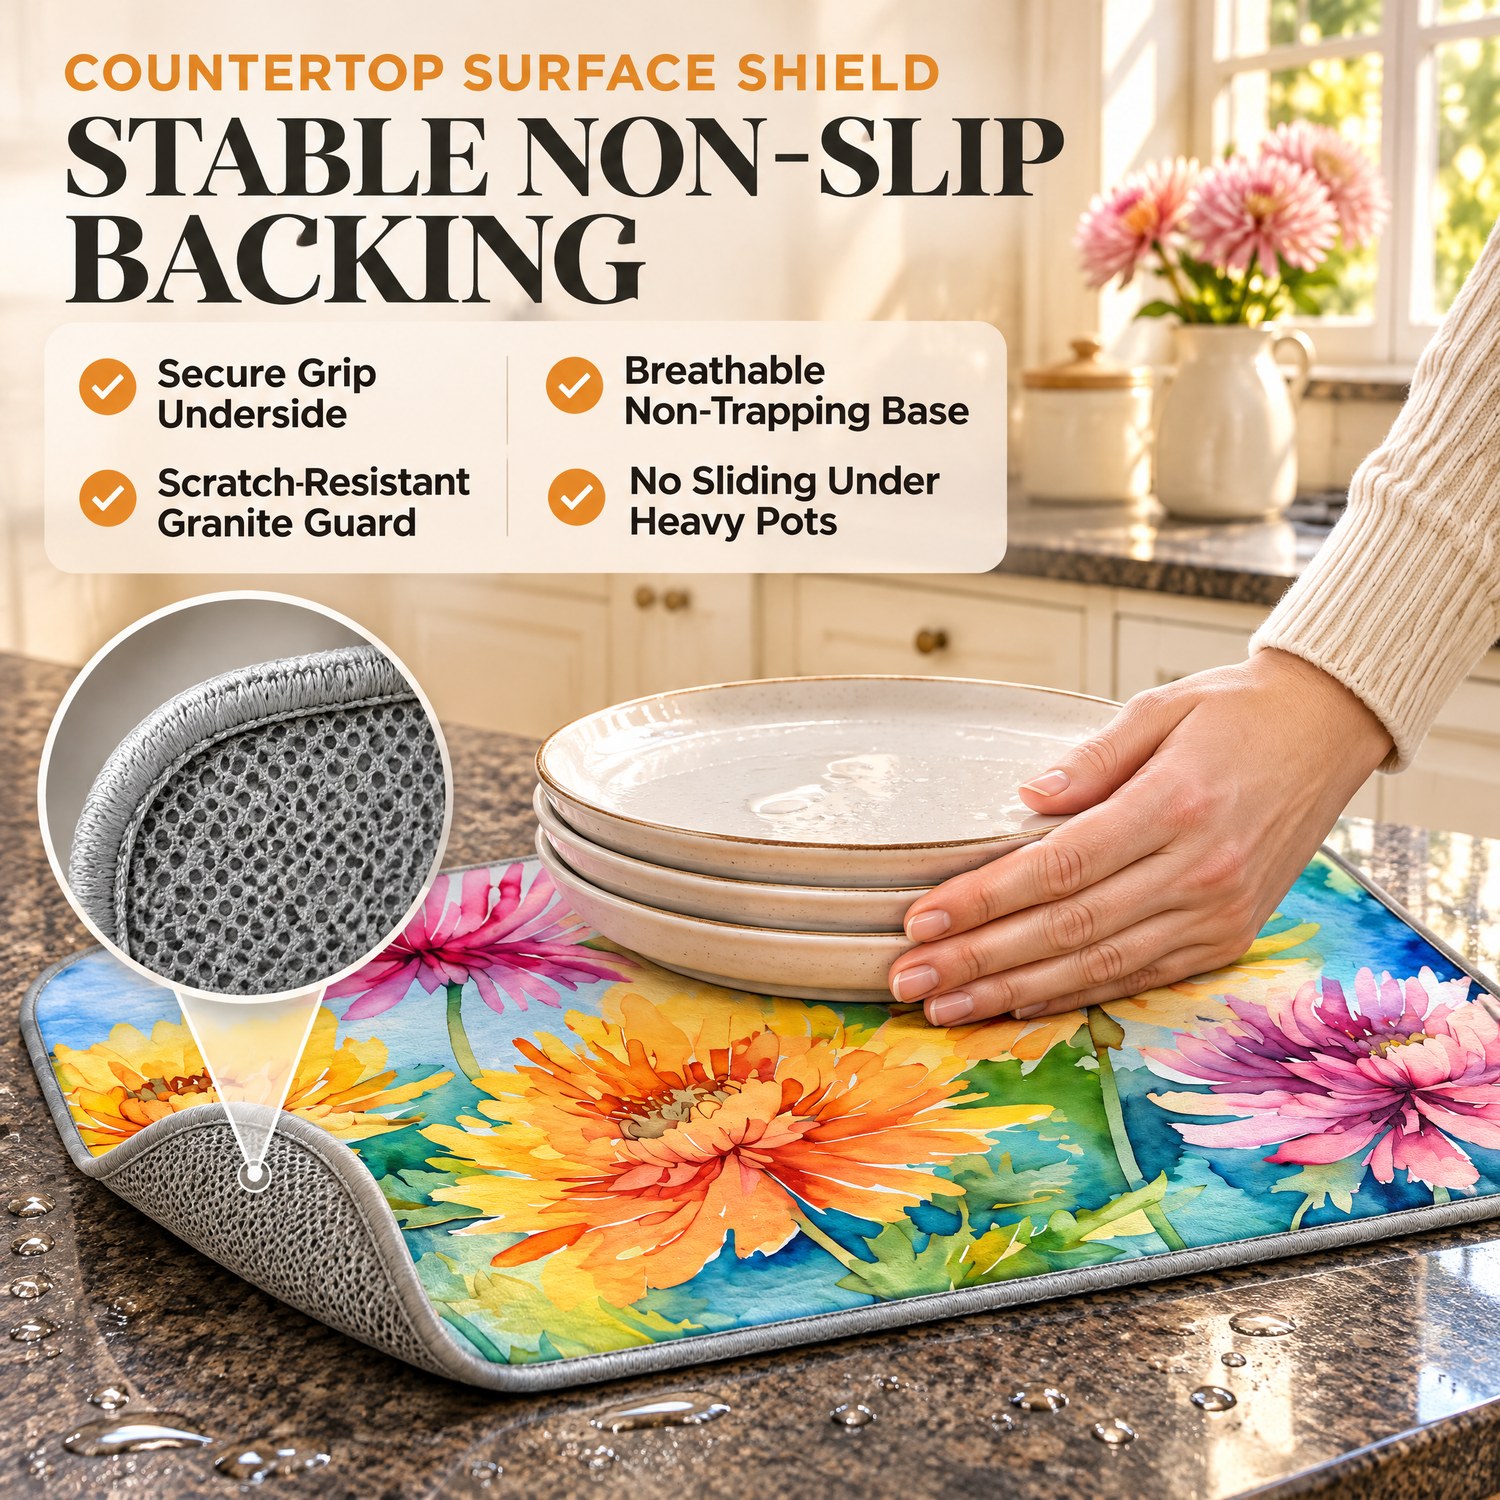 COUNTERTOP SURFACE SHIELD
STABLE NON-SLIP
BACKING
Secure Grip
Underside
Breathable
Non-Trapping Base
Scratch-Resistant
Granite Guard
No Sliding Under
Heavy Pots